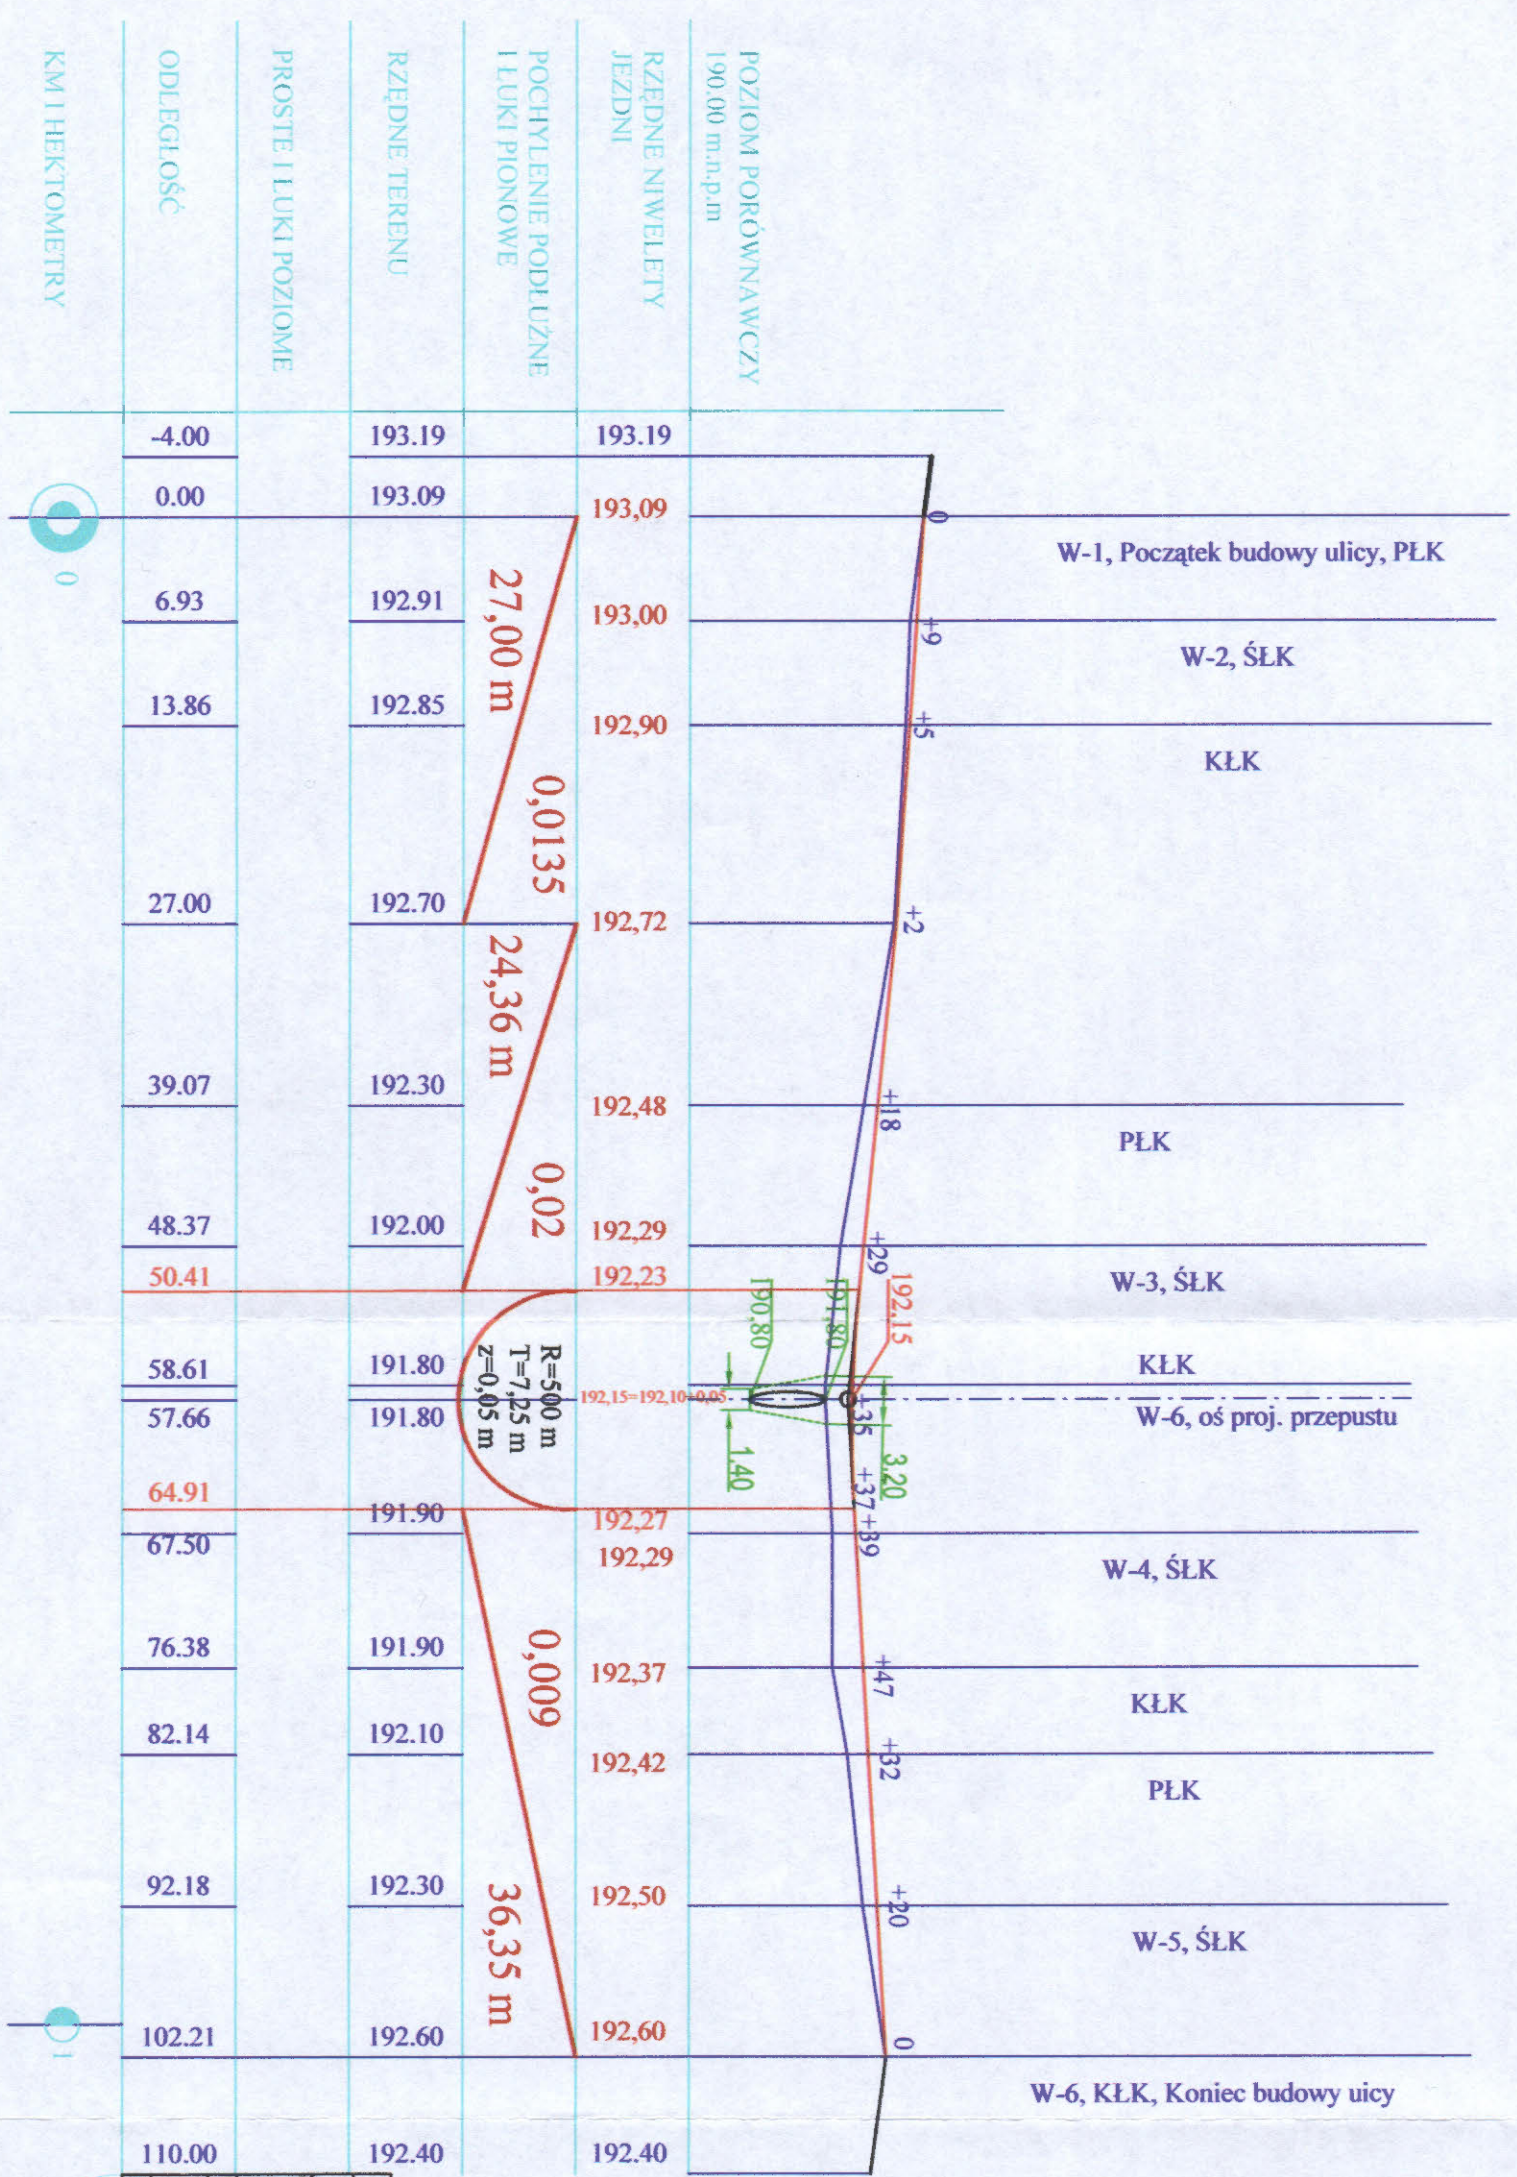 POZIOM PORÓWNAWCZY
190.00 m.n.p.m
RZĘDNE NIWELETY
JEZDNI
POCHYLENIE PODŁUŻNE
I ŁUKI PIONOWE
RZĘDNE TERENU
PROSTE I ŁUKI POZIOME
ODLEGŁOŚĆ
KM I HEKTOMETRY
-4.00
193.19
193.19
0.00
193.09
193,09
0
W-1, Początek budowy ulicy, PŁK
0
6.93
192.91
193,00
+9
W-2, ŚŁK
27,00 m
13.86
192.85
192,90
+5
KŁK
0,0135
27.00
192.70
192,72
+2
24,36 m
39.07
192.30
192,48
+18
PŁK
0,02
48.37
192.00
192,29
+29
W-3, ŚŁK
50.41
192,23
190,80
191,80
192,15
58.61
191.80
R=500 m
T=7,25 m
z=0,05 m
KŁK
192,15=192,10+0,05
57.66
191.80
+35
W-6, oś proj. przepustu
1,40
3,20
64.91
192,27
+37
191.90
67.50
192,29
+39
W-4, ŚŁK
76.38
191.90
0,009
192,37
+47
KŁK
82.14
192.10
192,42
+32
PŁK
92.18
192.30
192,50
+20
W-5, ŚŁK
36,35 m
102.21
192.60
192,60
0
1
W-6, KŁK, Koniec budowy uicy
110.00
192.40
192.40